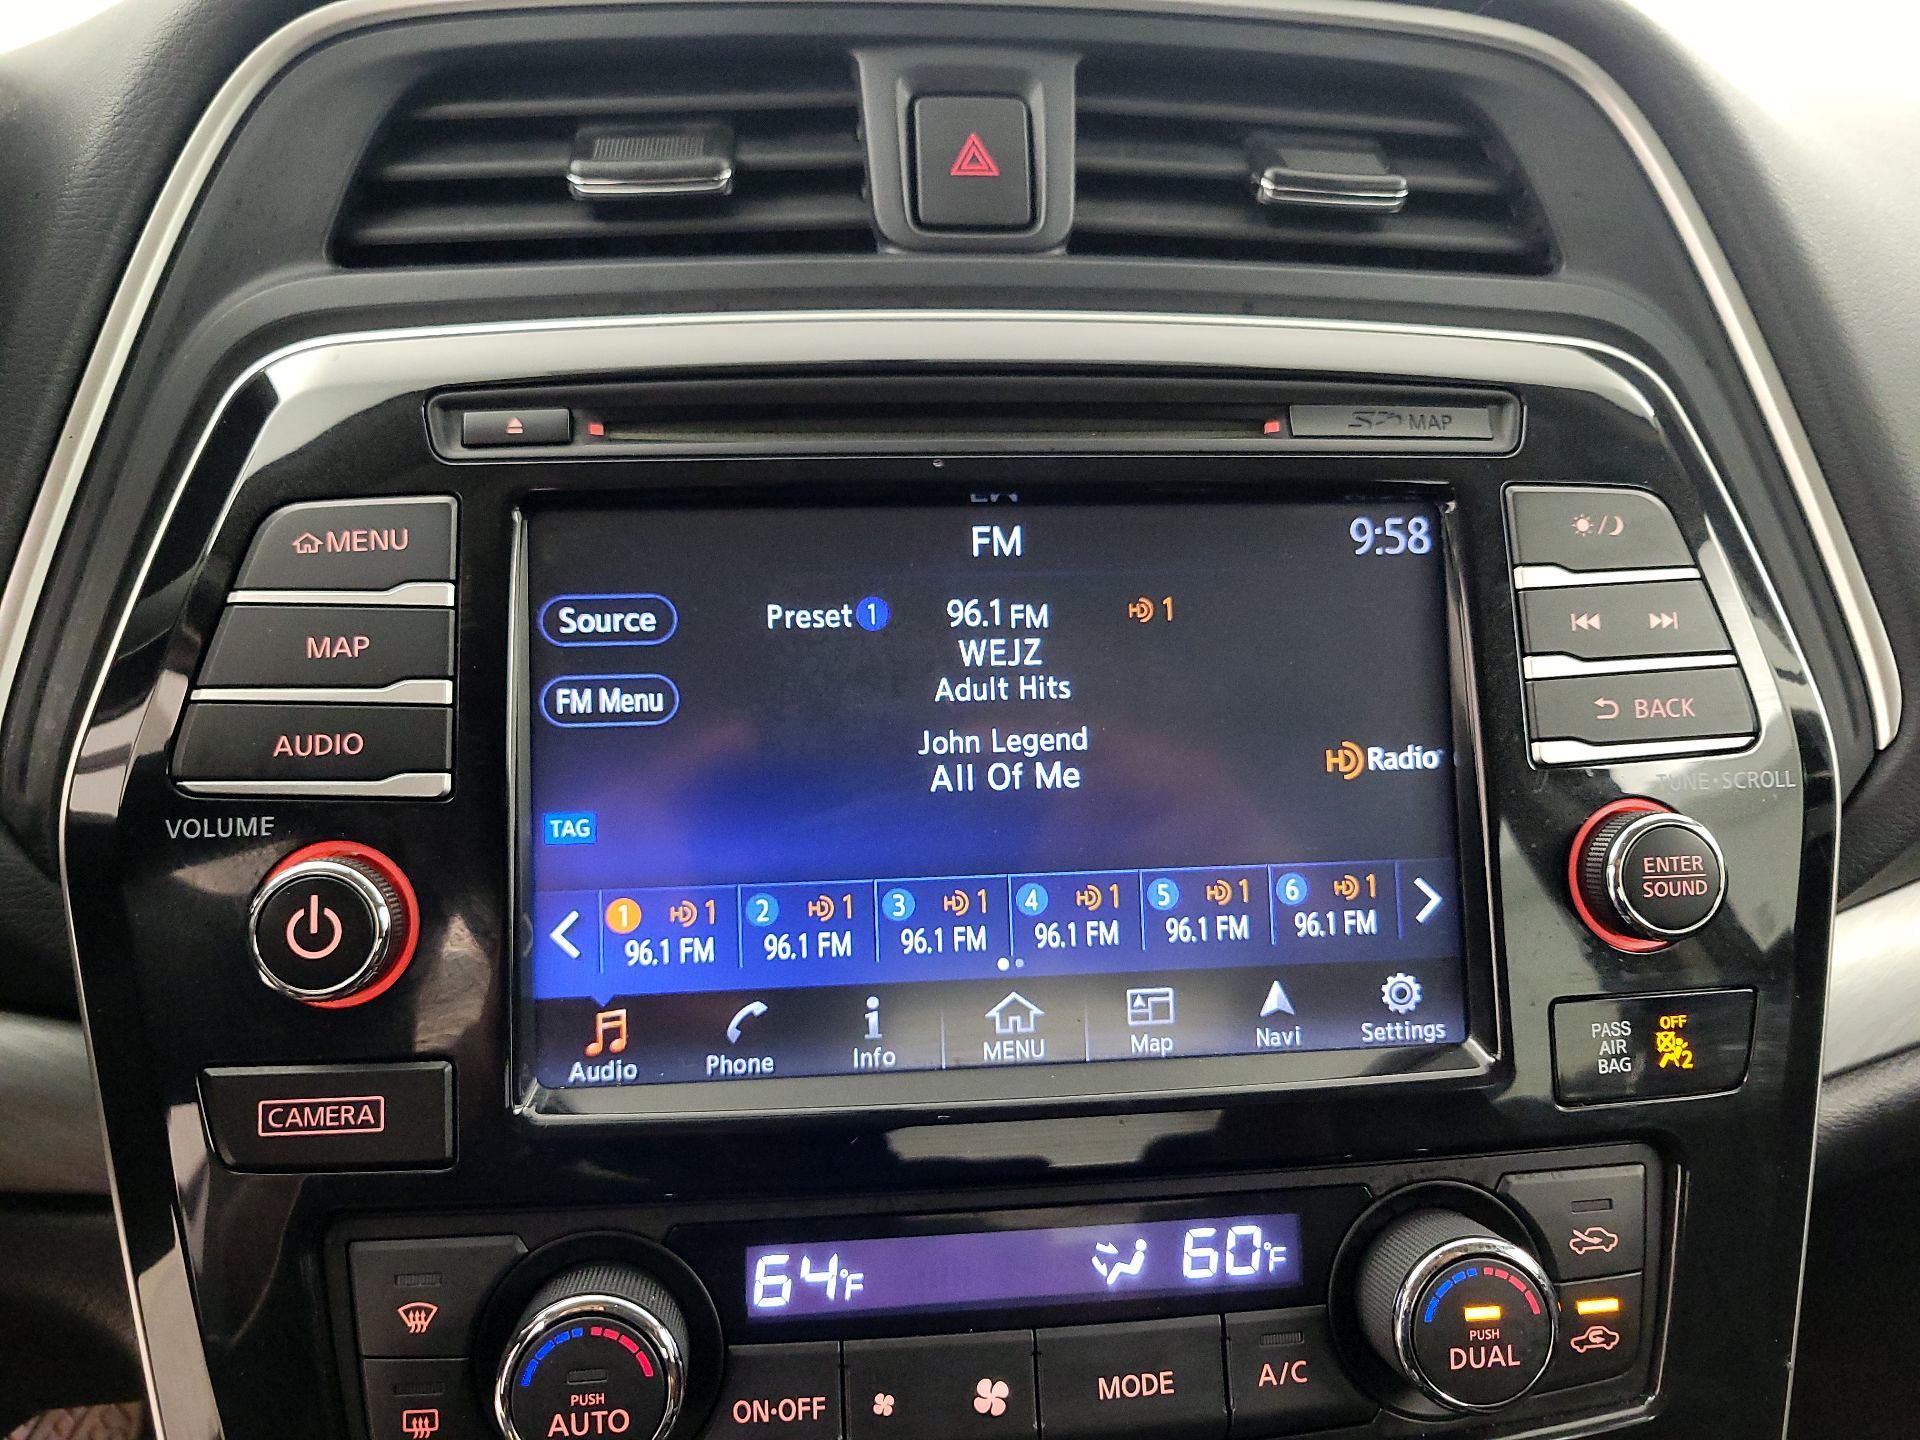 MAP
MENU
MAP
AUDIO
VOLUME
CAMERA
FM
9:58
Source
Preset 1
96.1 FM
HD 1
WEJZ
FM Menu
Adult Hits
John Legend
All Of Me
HD Radio
TAG
1 HD 1 2 HD 1 3 HD 1 4 HD 1 5 HD 1 6 HD 1
96.1 FM 96.1 FM 96.1 FM 96.1 FM 96.1 FM 96.1 FM
Audio Phone Info MENU Map Navi Settings
BACK
TUNE•SCROLL
ENTER
SOUND
PASS
AIR
BAG
OFF
2
64°F
60°F
PUSH
AUTO
ON•OFF
MODE
A/C
PUSH
DUAL